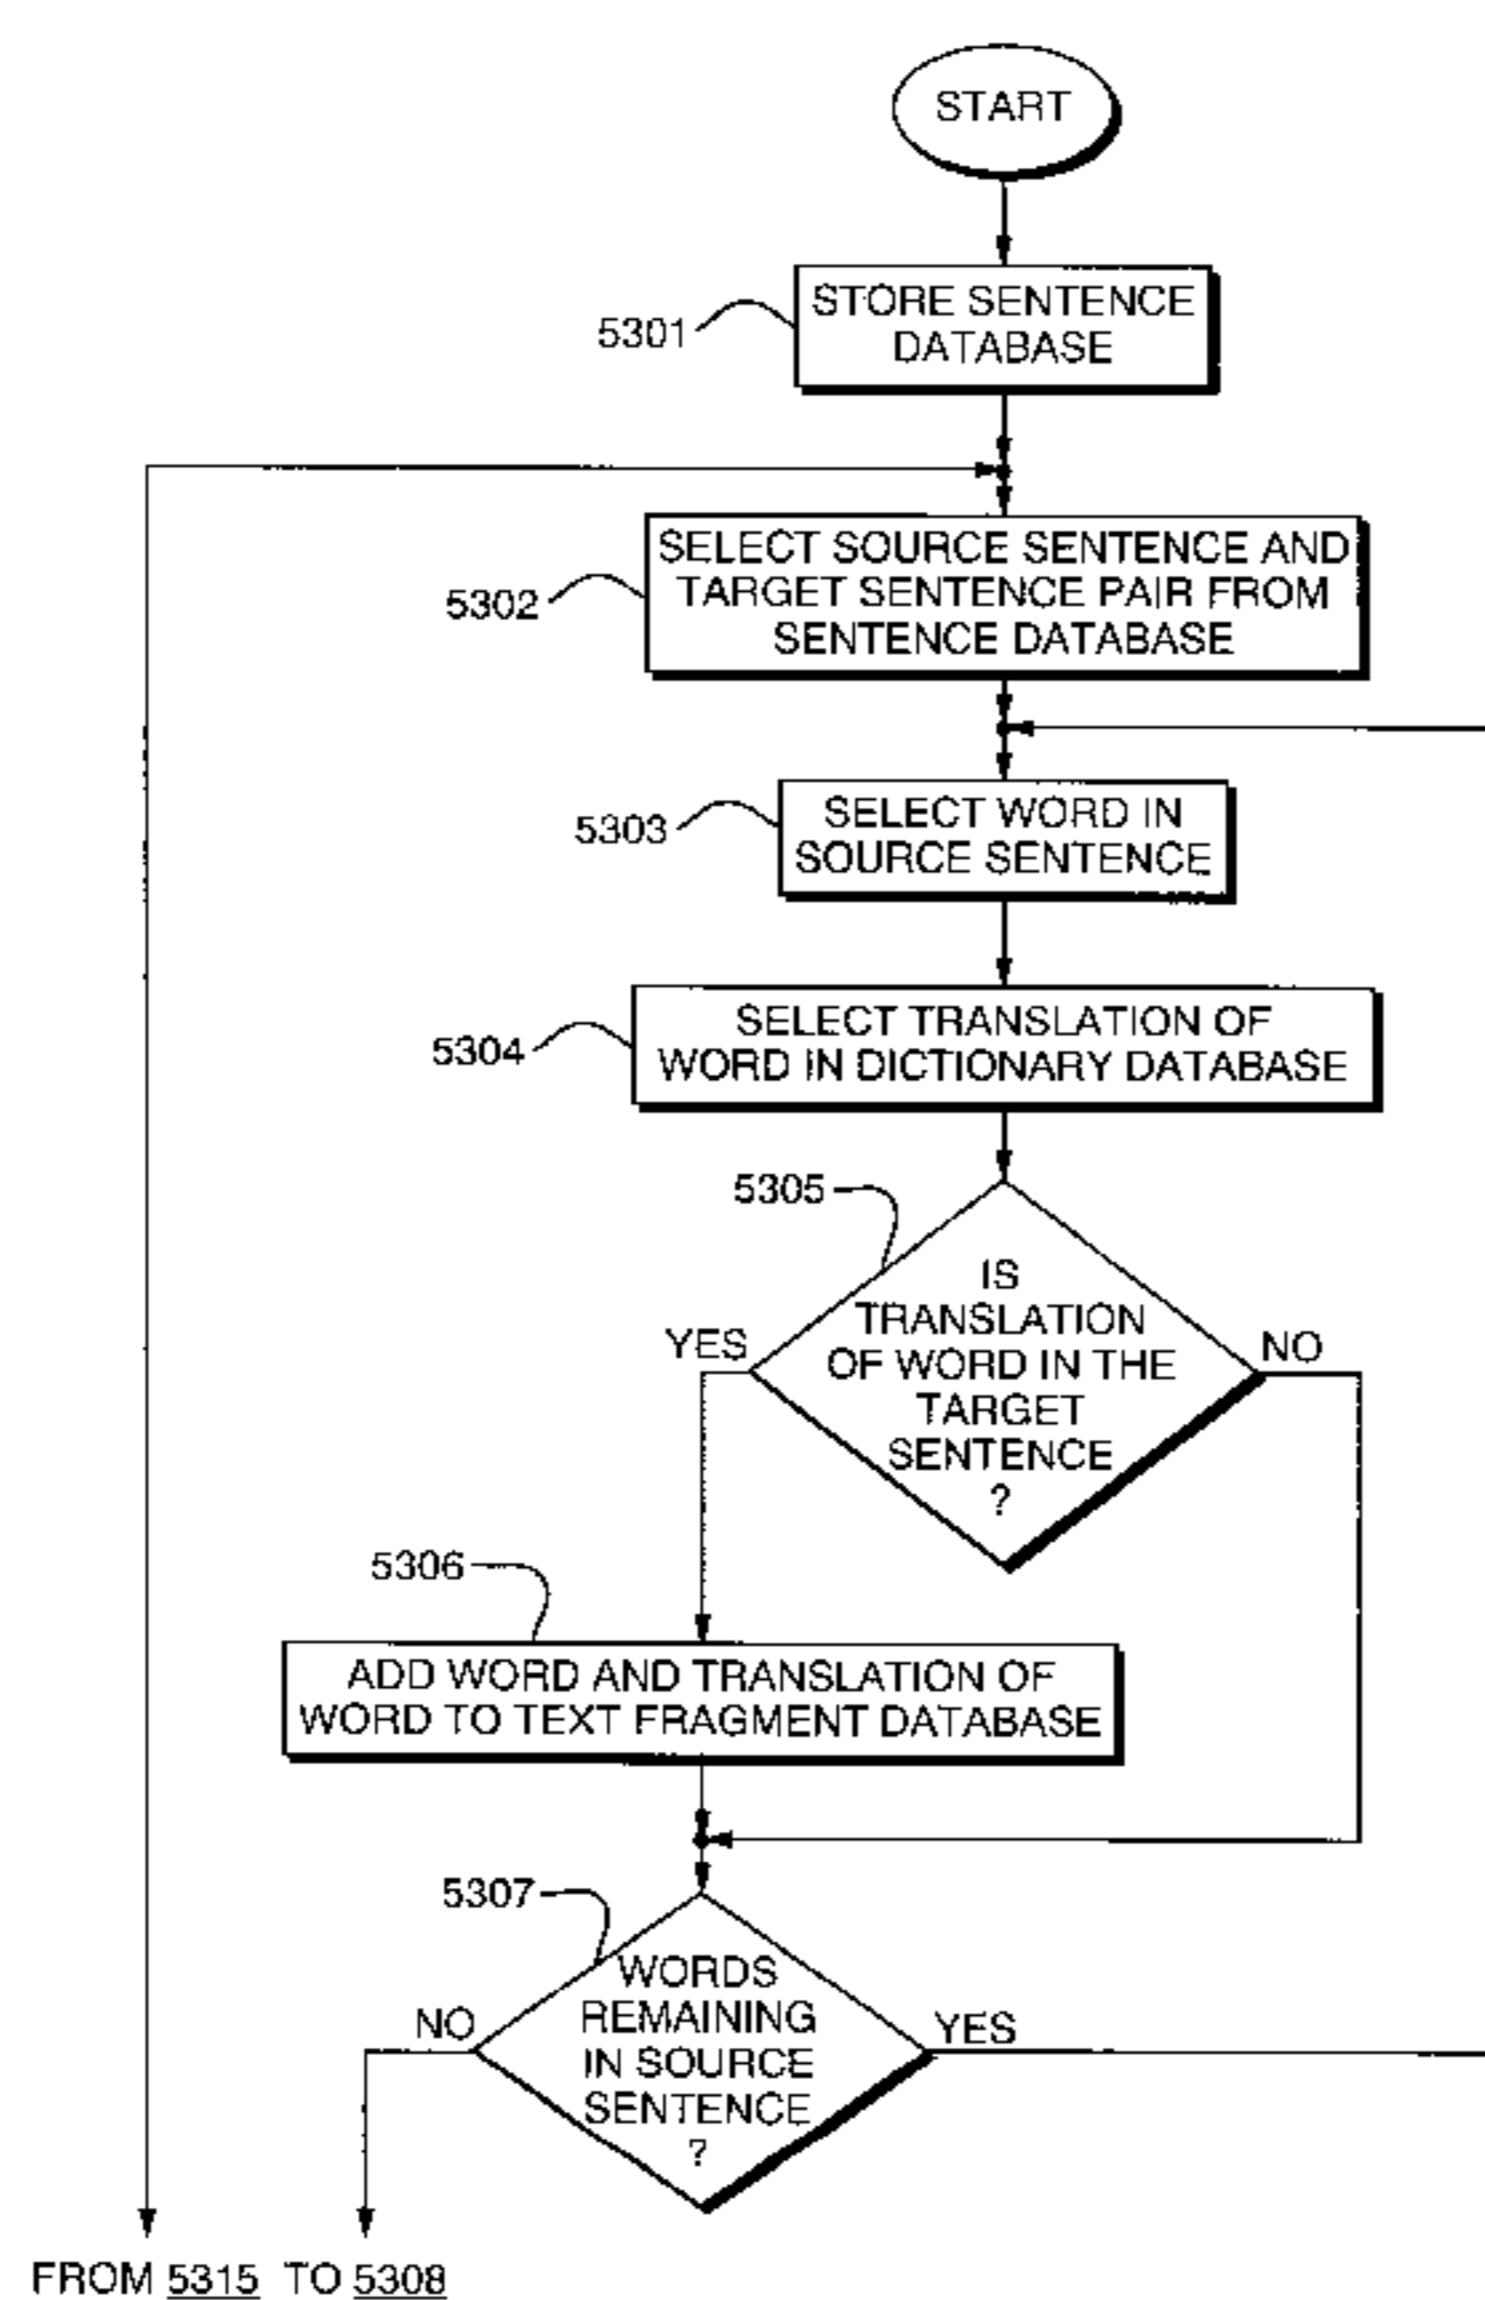 START
5301
STORE SENTENCE
DATABASE
5302
SELECT SOURCE SENTENCE AND
TARGET SENTENCE PAIR FROM
SENTENCE DATABASE
5303
SELECT WORD IN
SOURCE SENTENCE
5304
SELECT TRANSLATION OF
WORD IN DICTIONARY DATABASE
5305
IS
TRANSLATION
OF WORD IN THE
TARGET
SENTENCE
?
YES
NO
5306
ADD WORD AND TRANSLATION OF
WORD TO TEXT FRAGMENT DATABASE
5307
WORDS
REMAINING
IN SOURCE
SENTENCE
?
NO
YES
FROM 5315 TO 5308